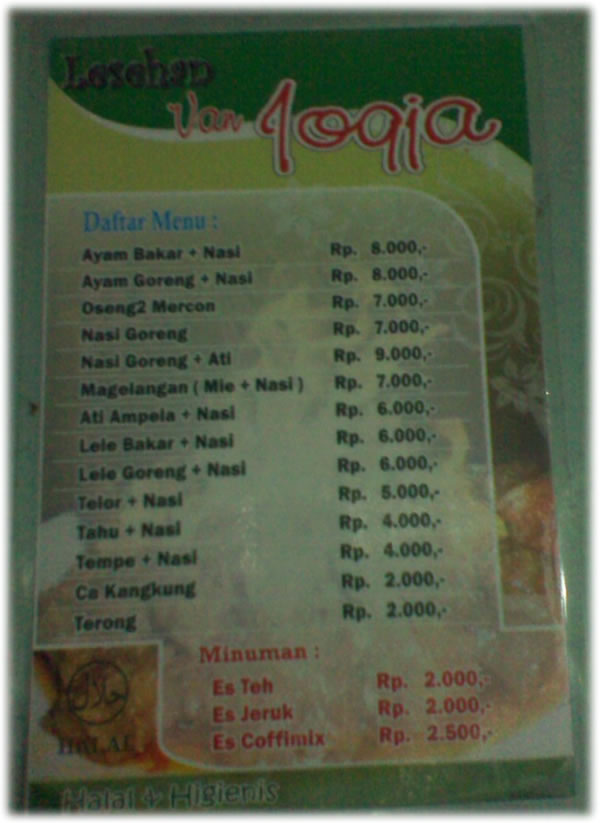 Lesehan
Van Jogja
Daftar Menu :
Ayam Bakar + Nasi Rp. 8.000,-
Ayam Goreng + Nasi Rp. 8.000,-
Oseng2 Mercon Rp. 7.000,-
Nasi Goreng Rp. 7.000,-
Nasi Goreng + Ati Rp. 9.000,-
Magelangan ( Mie + Nasi ) Rp. 7.000,-
Ati Ampela + Nasi Rp. 6.000,-
Lele Bakar + Nasi Rp. 6.000,-
Lele Goreng + Nasi Rp. 6.000,-
Telor + Nasi Rp. 5.000,-
Tahu + Nasi Rp. 4.000,-
Tempe + Nasi Rp. 4.000,-
Ca Kangkung Rp. 2.000,-
Terong Rp. 2.000,-
Minuman :
Es Teh Rp. 2.000,-
Es Jeruk Rp. 2.000,-
Es Coffimix Rp. 2.500,-
حلال
HALAL
Halal + Higienis